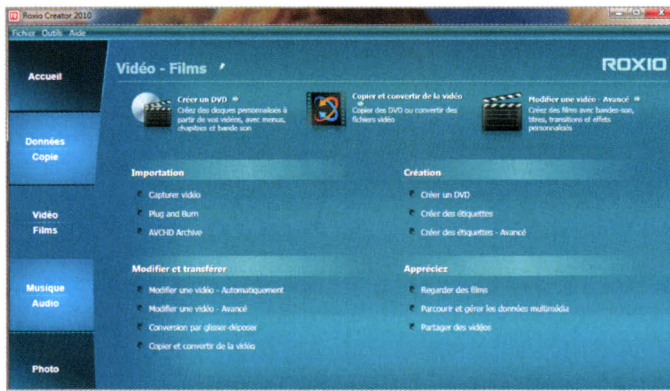 Roxio Creator 2010
Fichier Outils Aide
Accueil
Données
Copie
Vidéo
Films
Musique
Audio
Photo
Vidéo - Films
ROXIO
Créer un DVD
Créez des disques personnalisés à
partir de vos vidéos, avec menus,
chapitres et bande son
Copier et convertir de la vidéo
Copier des DVD ou convertir des
fichiers vidéo
Modifier une vidéo - Avancé
Créez des films avec bandes-son,
titres, transitions et effets
personnalisés
Importation
Capturer vidéo
Plug and Burn
AVCHD Archive
Création
Créer un DVD
Créer des étiquettes
Créer des étiquettes - Avancé
Modifier et transférer
Modifier une vidéo - Automatiquement
Modifier une vidéo - Avancé
Conversion par glisser-déposer
Copier et convertir de la vidéo
Appréciez
Regarder des films
Parcourir et gérer les données multimédia
Partager des vidéos